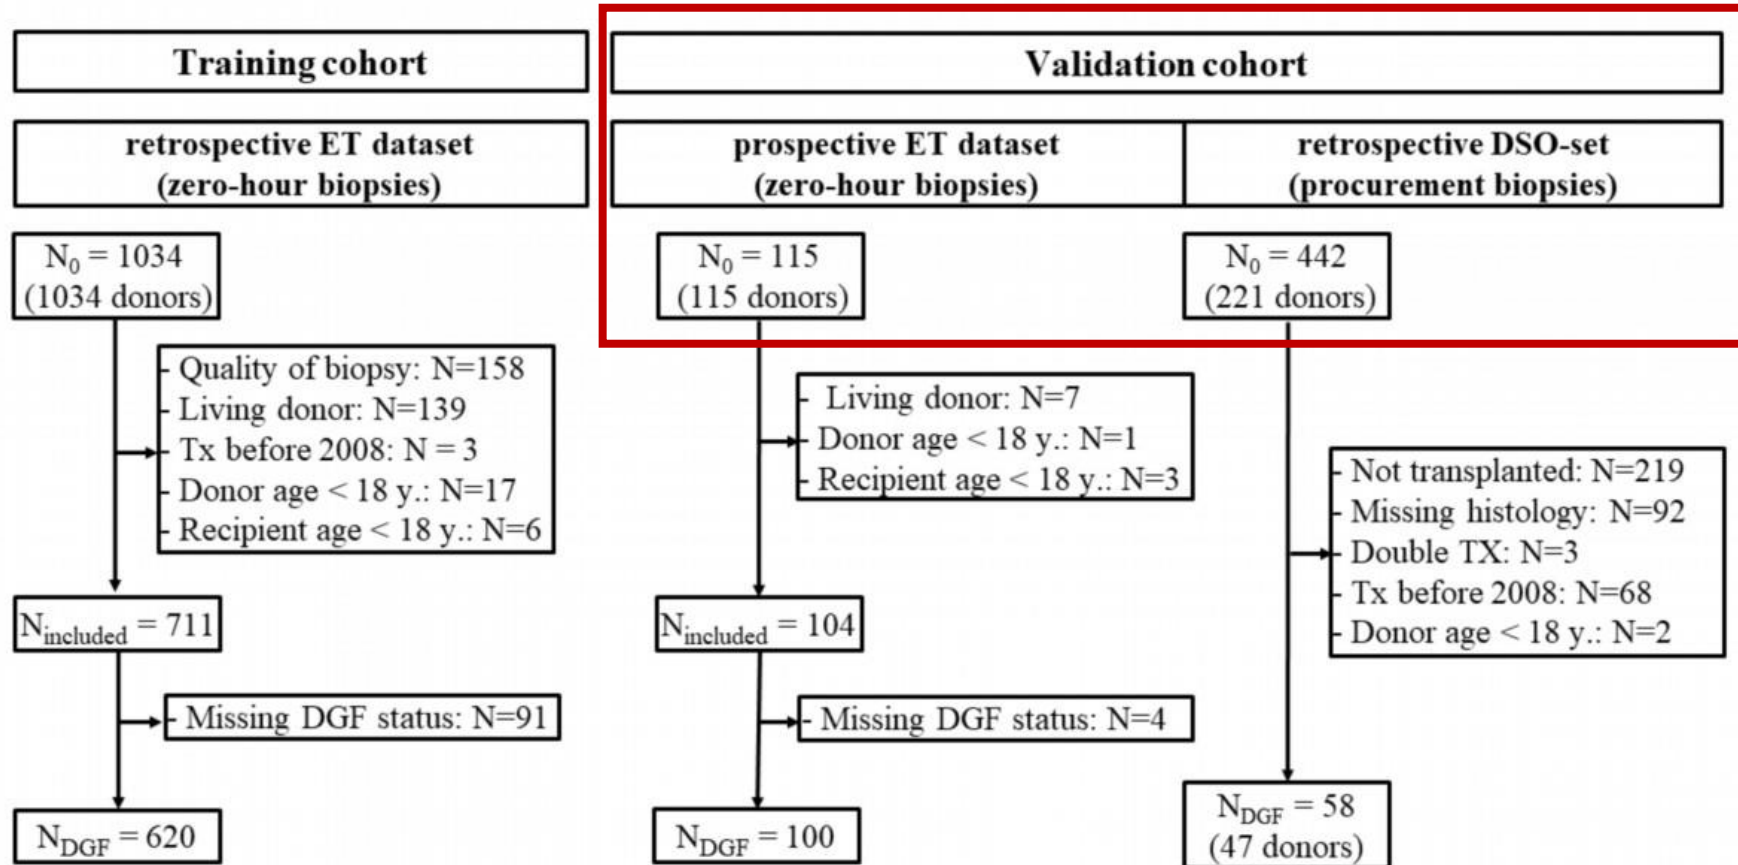 Training cohort
retrospective ET dataset
(zero-hour biopsies)
N₀ = 1034
(1034 donors)
- Quality of biopsy: N=158
- Living donor: N=139
- Tx before 2008: N = 3
- Donor age < 18 y.: N=17
- Recipient age < 18 y.: N=6
Nincluded = 711
- Missing DGF status: N=91
NDGF = 620
Validation cohort
prospective ET dataset
(zero-hour biopsies)
N₀ = 115
(115 donors)
- Living donor: N=7
- Donor age < 18 y.: N=1
- Recipient age < 18 y.: N=3
Nincluded = 104
- Missing DGF status: N=4
NDGF = 100
retrospective DSO-set
(procurement biopsies)
N₀ = 442
(221 donors)
- Not transplanted: N=219
- Missing histology: N=92
- Double TX: N=3
- Tx before 2008: N=68
- Donor age < 18 y.: N=2
NDGF = 58
(47 donors)